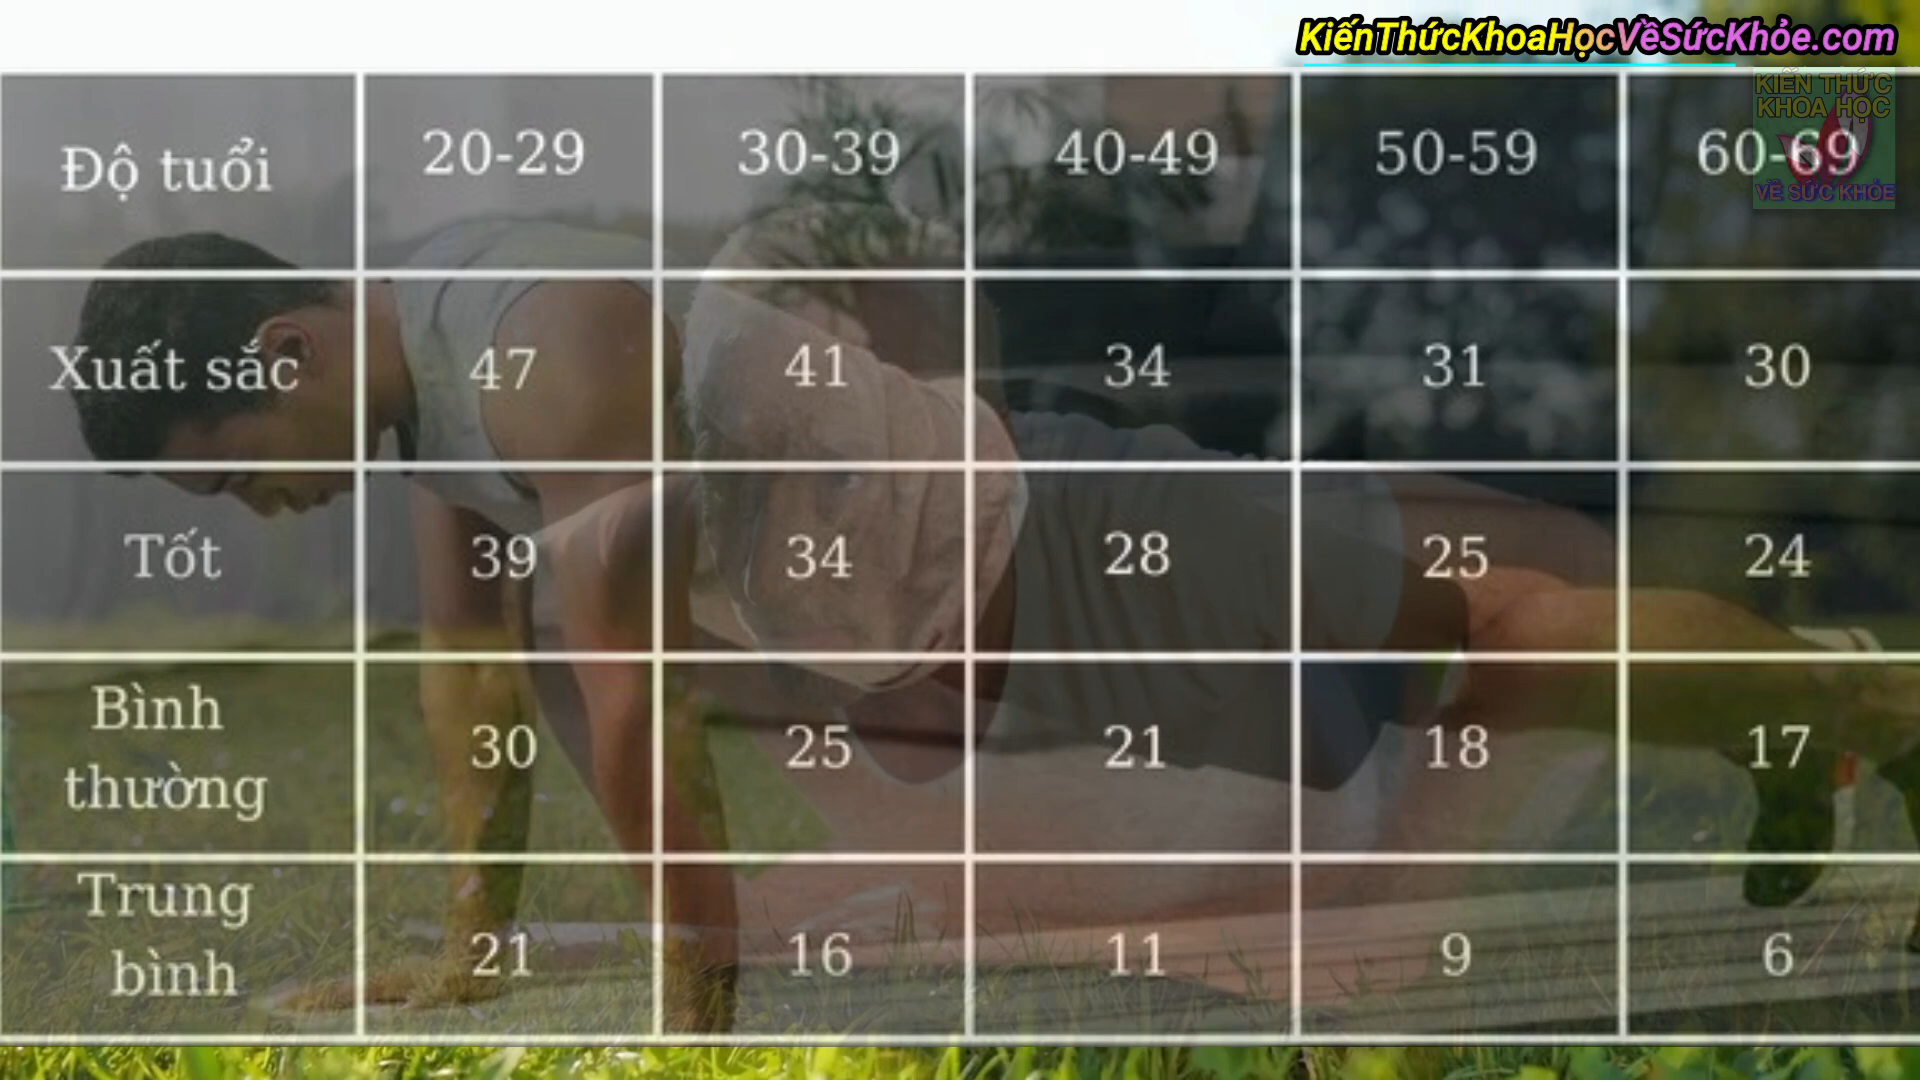 KiếnThứcKhoaHọcVềSứcKhỏe.com
KIẾN THỨC
KHOA HỌC
VỀ SỨC KHỎE
Độ tuổi 20-29 30-39 40-49 50-59 60-69
Xuất sắc 47 41 34 31 30
Tốt 39 34 28 25 24
Bình
thường 30 25 21 18 17
Trung
bình 21 16 11 9 6